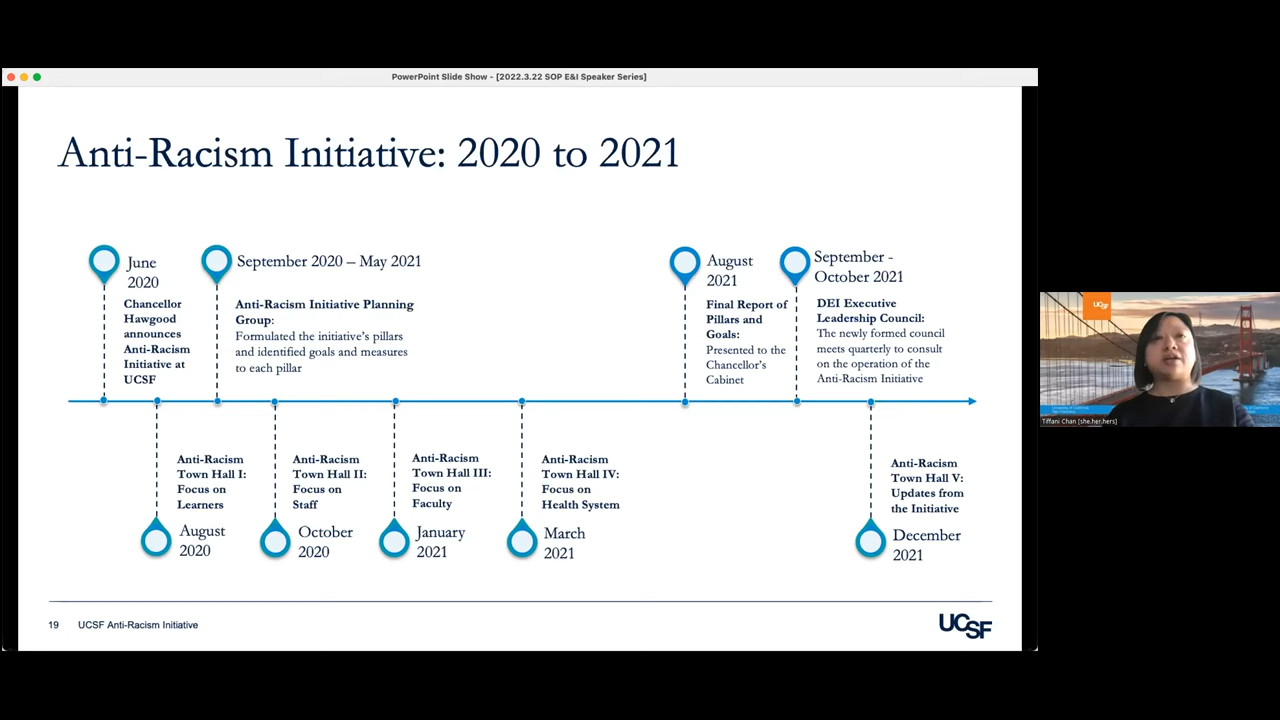 PowerPoint Slide Show - [2022.3.22 SOP E&I Speaker Series]
Anti-Racism Initiative: 2020 to 2021
June
2020
Chancellor
Hawgood
announces
Anti-Racism
Initiative at
UCSF
September 2020 – May 2021
Anti-Racism Initiative Planning
Group:
Formulated the initiative's pillars
and identified goals and measures
to each pillar
August
2021
Final Report of
Pillars and
Goals:
Presented to the
Chancellor's
Cabinet
September -
October 2021
DEI Executive
Leadership Council:
The newly formed council
meets quarterly to consult
on the operation of the
Anti-Racism Initiative
Anti-Racism
Town Hall I:
Focus on
Learners
August
2020
Anti-Racism
Town Hall II:
Focus on
Staff
October
2020
Anti-Racism
Town Hall III:
Focus on
Faculty
January
2021
Anti-Racism
Town Hall IV:
Focus on
Health System
March
2021
Anti-Racism
Town Hall V:
Updates from
the Initiative
December
2021
19 UCSF Anti-Racism Initiative
UCSF
UCSF
Tiffani Chan [she.her.hers]